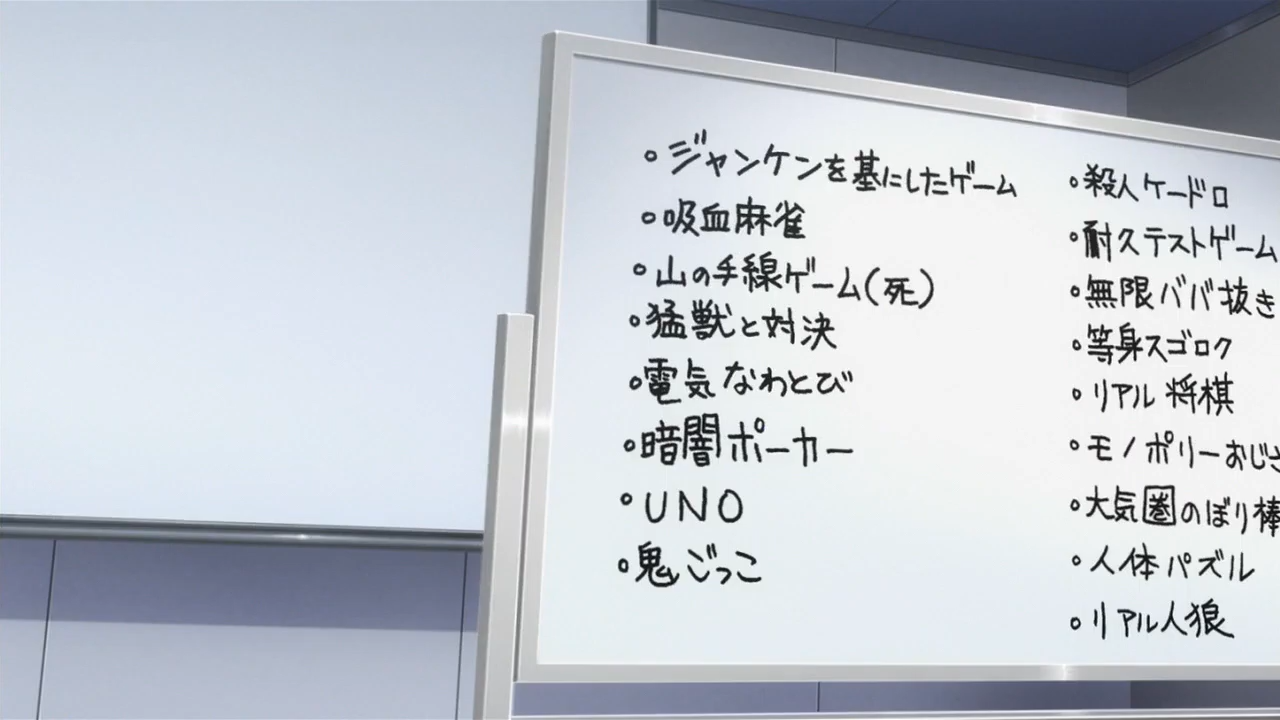 ・ジャンケンを基にしたゲーム
・吸血麻雀
・山の手線ゲーム(死)
・猛獣と対決
・電気なわとび
・暗闇ポーカー
・UNO
・鬼ごっこ
・殺人ケードロ
・耐久テストゲーム
・無限ババ抜き
・等身スゴロク
・リアル将棋
・モノポリーおじさ
・大気圏のぼり棒
・人体パズル
・リアル人狼